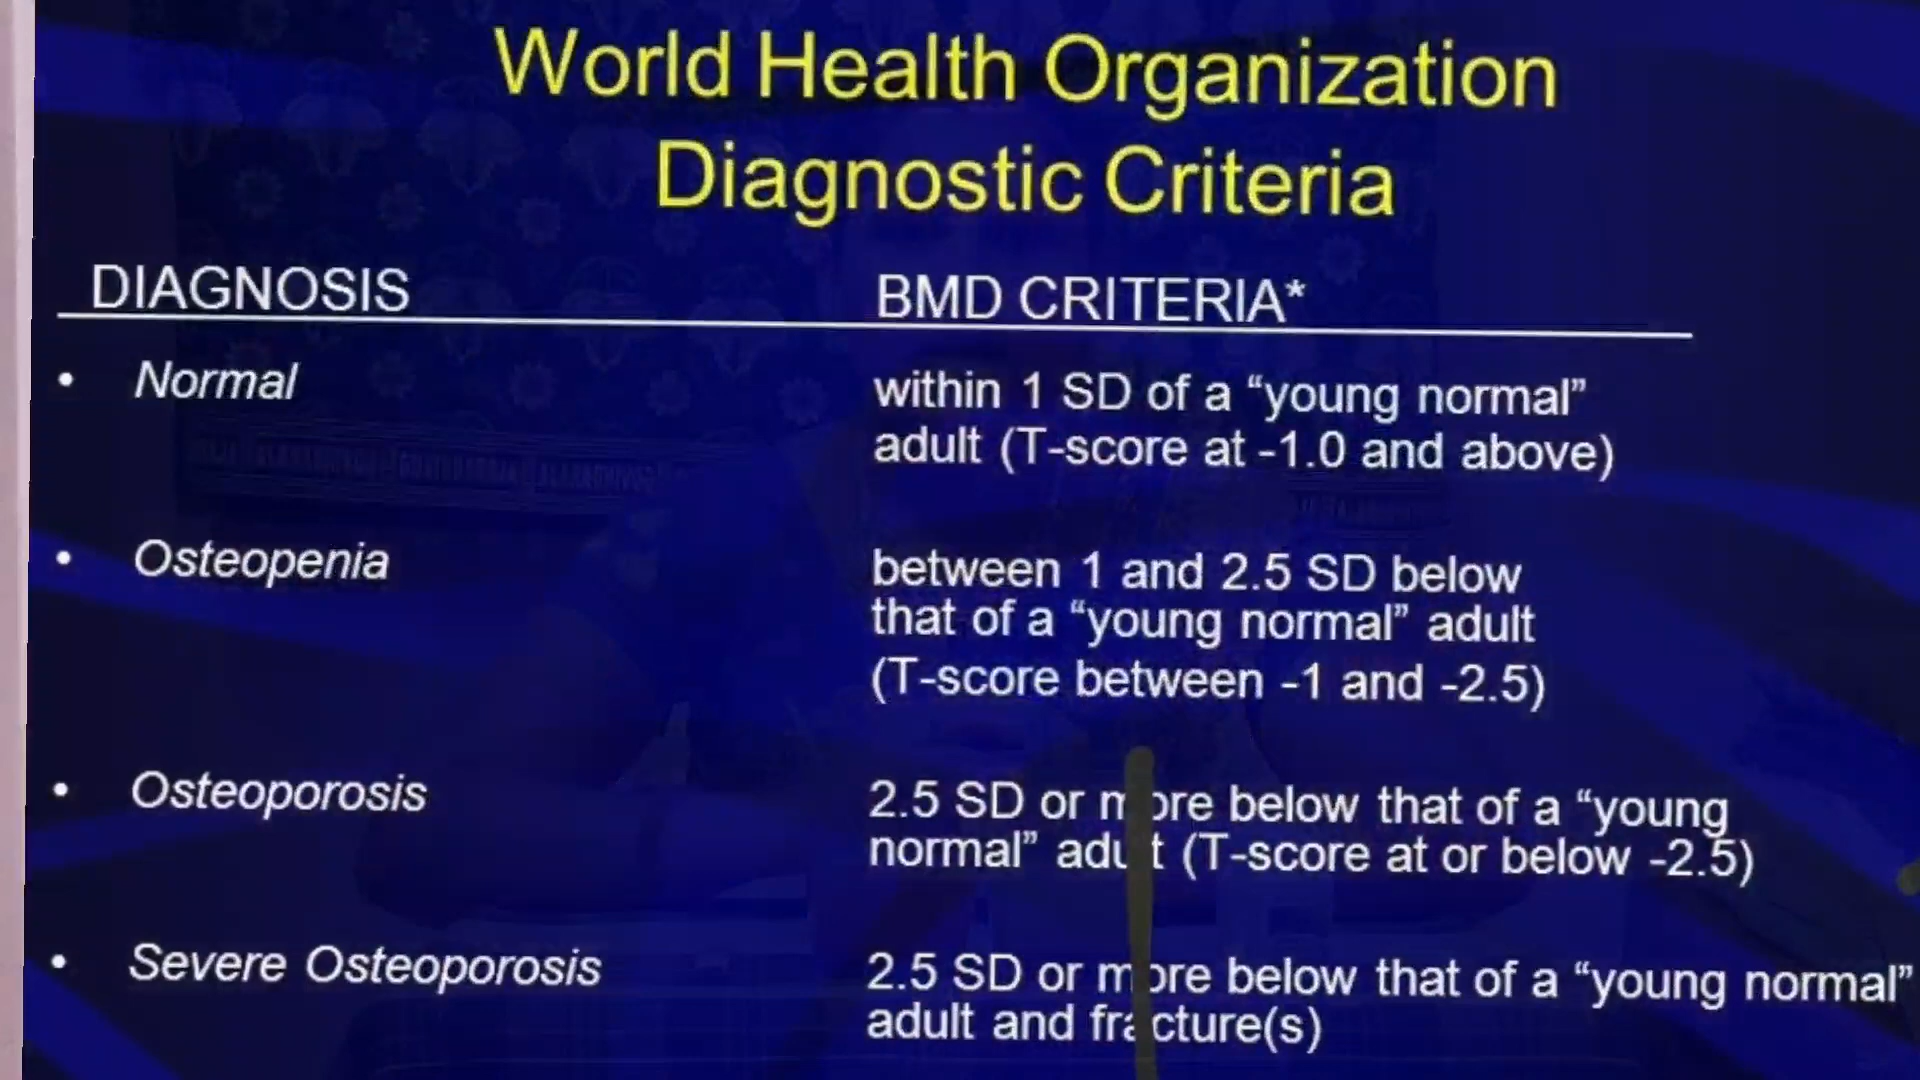 World Health Organization
Diagnostic Criteria
DIAGNOSIS BMD CRITERIA*
• Normal within 1 SD of a “young normal”
adult (T-score at -1.0 and above)
• Osteopenia between 1 and 2.5 SD below
that of a “young normal” adult
(T-score between -1 and -2.5)
• Osteoporosis 2.5 SD or more below that of a “young
normal” adult (T-score at or below -2.5)
• Severe Osteoporosis 2.5 SD or more below that of a “young normal”
adult and fracture(s)